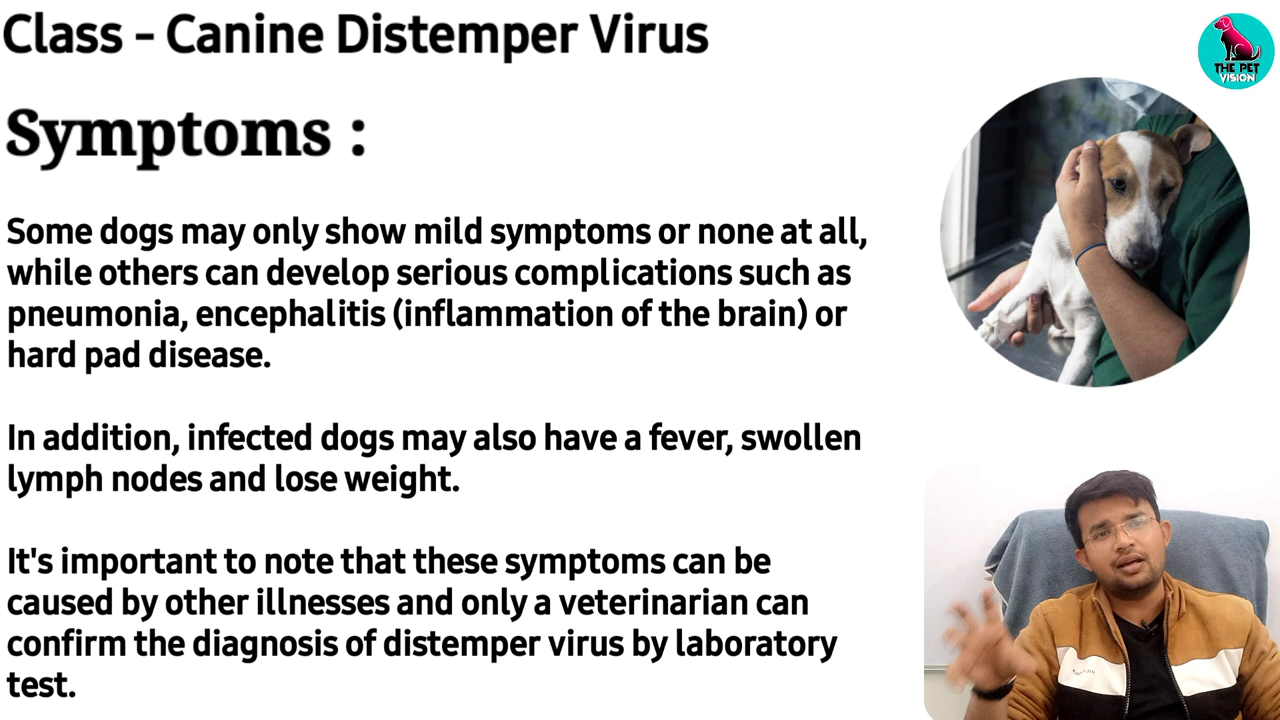 Class - Canine Distemper Virus
THE PET
VISION
Symptoms :
Some dogs may only show mild symptoms or none at all,
while others can develop serious complications such as
pneumonia, encephalitis (inflammation of the brain) or
hard pad disease.
In addition, infected dogs may also have a fever, swollen
lymph nodes and lose weight.
It's important to note that these symptoms can be
caused by other illnesses and only a veterinarian can
confirm the diagnosis of distemper virus by laboratory
test.